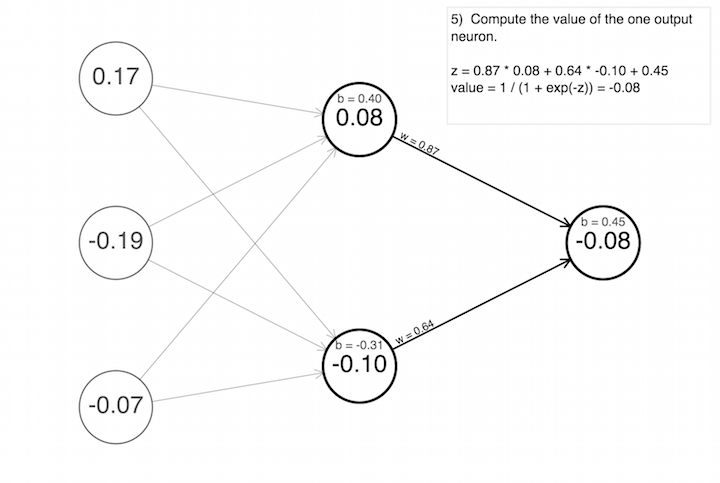 5)  Compute the value of the one output
neuron.
z = 0.87 * 0.08 + 0.64 * -0.10 + 0.45
value = 1 / (1 + exp(-z)) = -0.08
0.17
b = 0.40
0.08
w = 0.87
-0.19
b = 0.45
-0.08
w = 0.64
b = -0.31
-0.10
-0.07